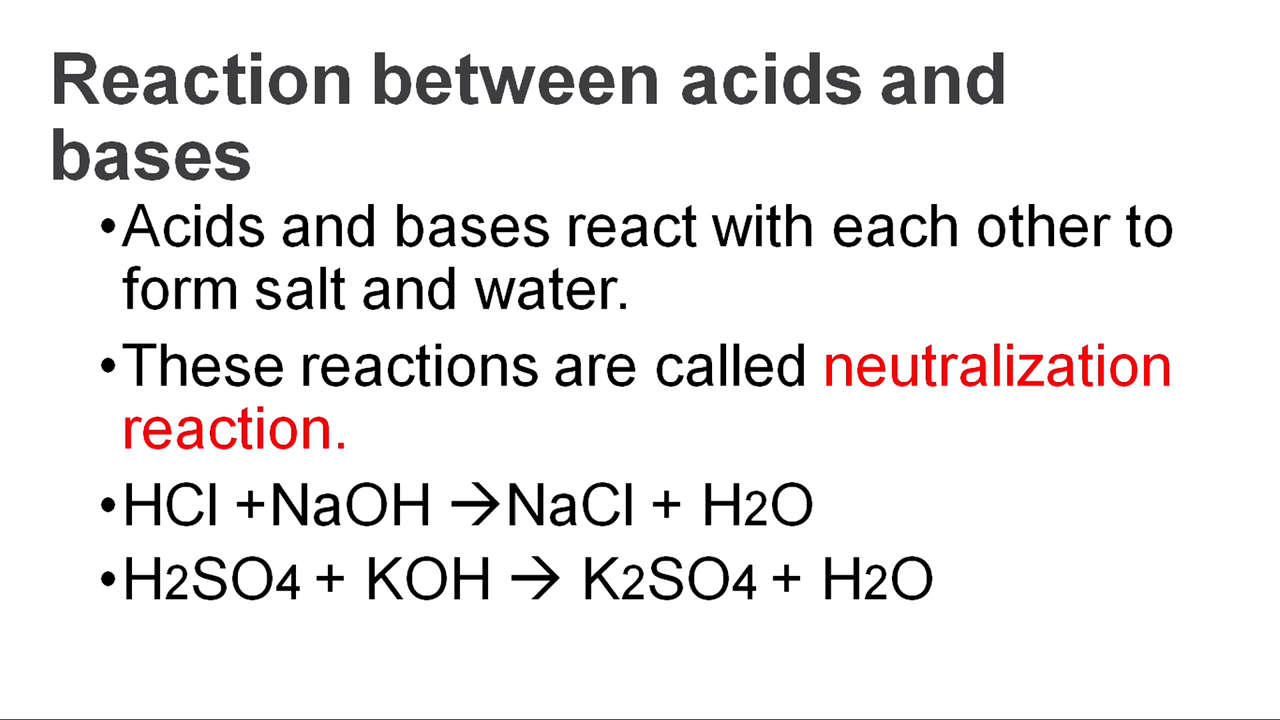 Reaction between acids and
bases
•Acids and bases react with each other to
form salt and water.
•These reactions are called neutralization
reaction.
•HCl +NaOH →NaCl + H2O
•H2SO4 + KOH → K2SO4 + H2O